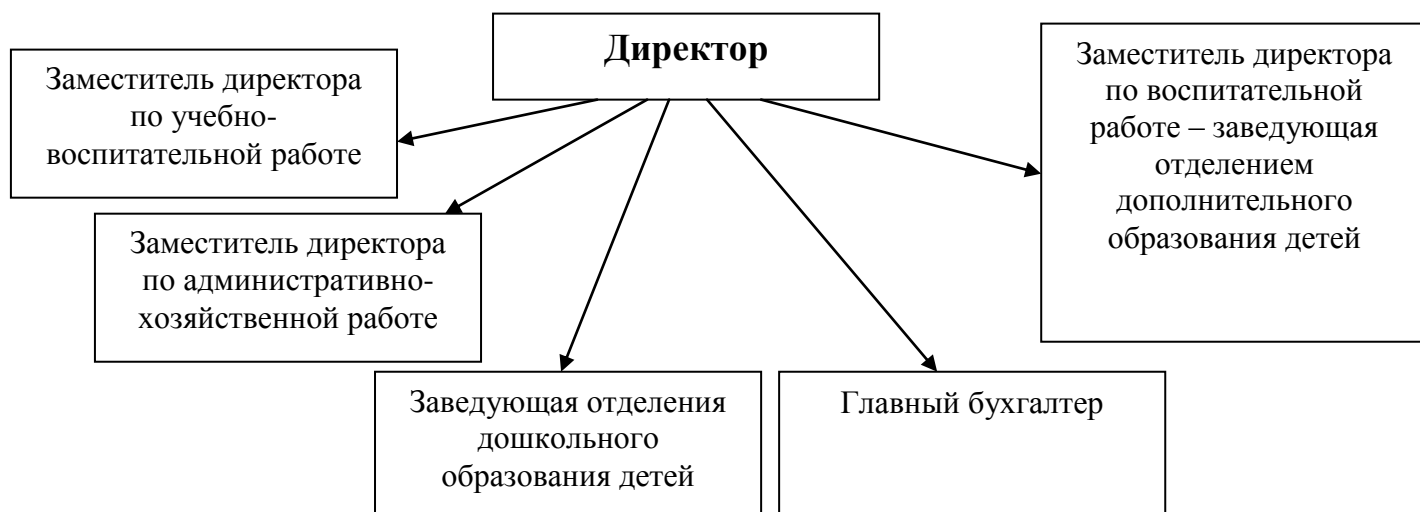 Директор
Заместитель директора
по учебно-
воспитательной работе
Заместитель директора
по воспитательной
работе – заведующая
отделением
дополнительного
образования детей
Заместитель директора
по административно-
хозяйственной работе
Заведующая отделения
дошкольного
образования детей
Главный бухгалтер